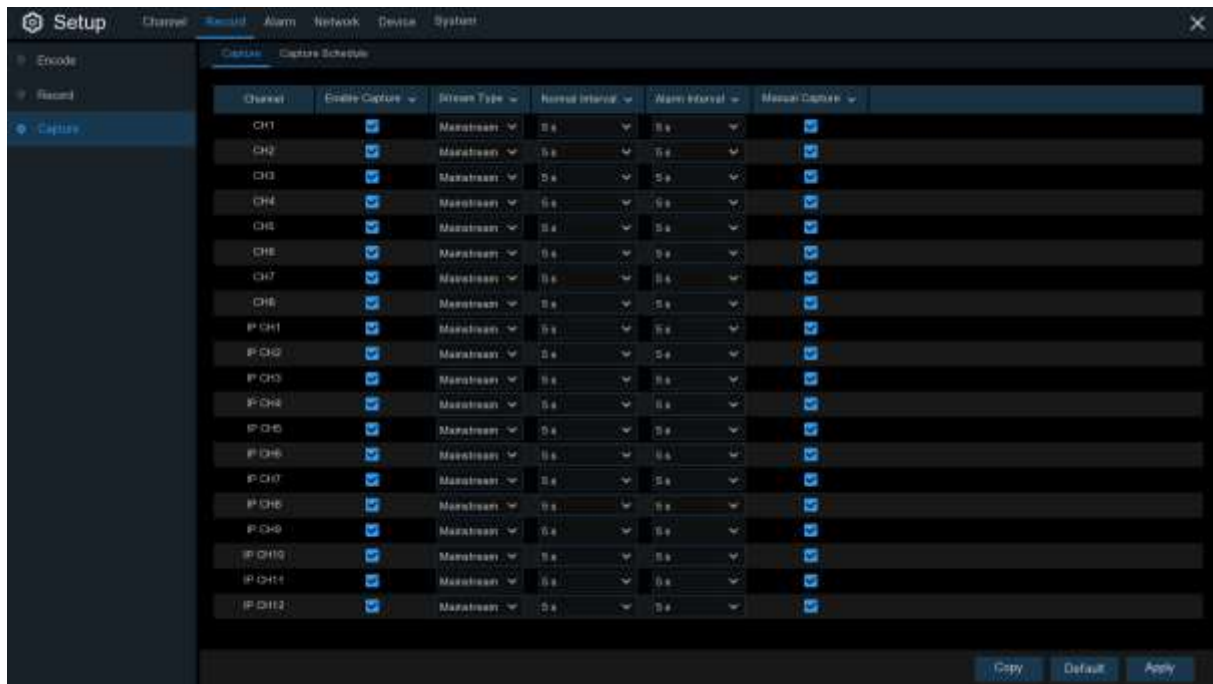 Setup Channel Record Alarm Network Device System
Encode
Record
Capture
Capture Capture Schedule
Channel Enable Capture Stream Type Normal Interval Alarm Interval Manual Capture
CH1 Mainstream 5 s 5 s
CH2 Mainstream 5 s 5 s
CH3 Mainstream 5 s 5 s
CH4 Mainstream 5 s 5 s
CH5 Mainstream 5 s 5 s
CH6 Mainstream 5 s 5 s
CH7 Mainstream 5 s 5 s
CH8 Mainstream 5 s 5 s
IP CH1 Mainstream 5 s 5 s
IP CH2 Mainstream 5 s 5 s
IP CH3 Mainstream 5 s 5 s
IP CH4 Mainstream 5 s 5 s
IP CH5 Mainstream 5 s 5 s
IP CH6 Mainstream 5 s 5 s
IP CH7 Mainstream 5 s 5 s
IP CH8 Mainstream 5 s 5 s
IP CH9 Mainstream 5 s 5 s
IP CH10 Mainstream 5 s 5 s
IP CH11 Mainstream 5 s 5 s
IP CH12 Mainstream 5 s 5 s
Copy Default Apply